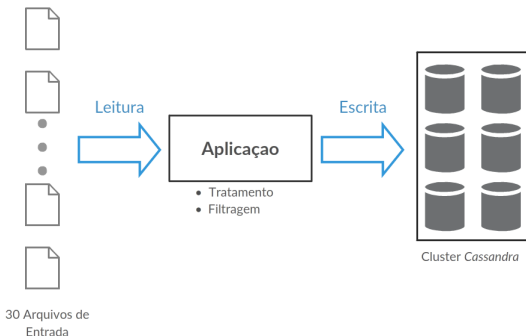 Leitura
Escrita
Aplicaçao
• Tratamento
• Filtragem
Cluster Cassandra
30 Arquivos de
Entrada